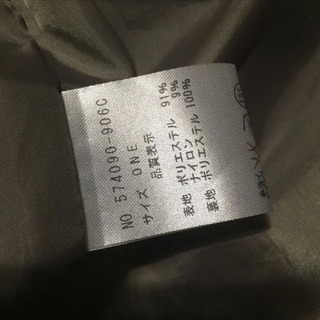 NO. 574090-906C
サイズ ONE
品質表示
表地 ポリエステル 91%
ナイロン 9%
裏地 ポリエステル 100%